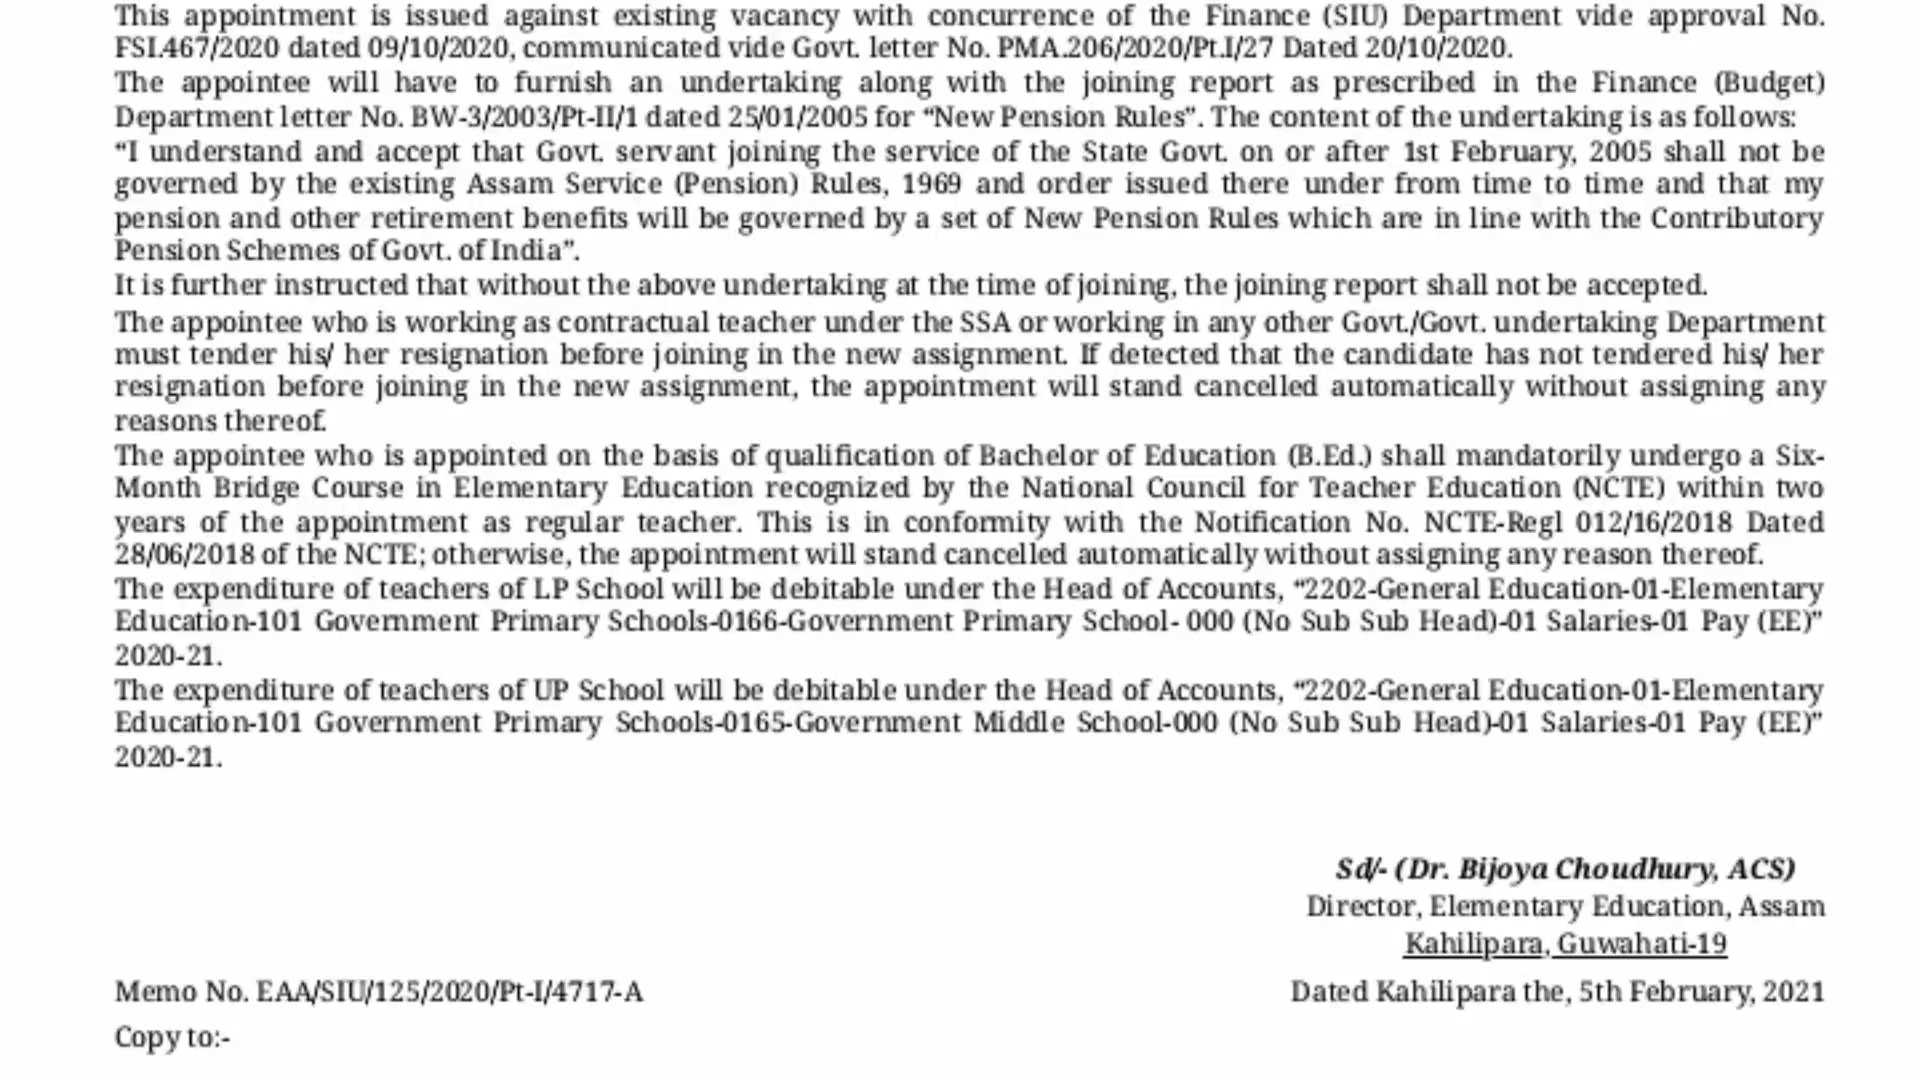 This appointment is issued against existing vacancy with concurrence of the Finance (SIU) Department vide approval No.
FSI.467/2020 dated 09/10/2020, communicated vide Govt. letter No. PMA.206/2020/Pt.I/27 Dated 20/10/2020.
The appointee will have to furnish an undertaking along with the joining report as prescribed in the Finance (Budget)
Department letter No. BW-3/2003/Pt-II/1 dated 25/01/2005 for “New Pension Rules”. The content of the undertaking is as follows:
“I understand and accept that Govt. servant joining the service of the State Govt. on or after 1st February, 2005 shall not be
governed by the existing Assam Service (Pension) Rules, 1969 and order issued there under from time to time and that my
pension and other retirement benefits will be governed by a set of New Pension Rules which are in line with the Contributory
Pension Schemes of Govt. of India”.
It is further instructed that without the above undertaking at the time of joining, the joining report shall not be accepted.
The appointee who is working as contractual teacher under the SSA or working in any other Govt./Govt. undertaking Department
must tender his/ her resignation before joining in the new assignment. If detected that the candidate has not tendered his/ her
resignation before joining in the new assignment, the appointment will stand cancelled automatically without assigning any
reasons thereof.
The appointee who is appointed on the basis of qualification of Bachelor of Education (B.Ed.) shall mandatorily undergo a Six-
Month Bridge Course in Elementary Education recognized by the National Council for Teacher Education (NCTE) within two
years of the appointment as regular teacher. This is in conformity with the Notification No. NCTE-Regl 012/16/2018 Dated
28/06/2018 of the NCTE; otherwise, the appointment will stand cancelled automatically without assigning any reason thereof.
The expenditure of teachers of LP School will be debitable under the Head of Accounts, “2202-General Education-01-Elementary
Education-101 Government Primary Schools-0166-Government Primary School- 000 (No Sub Sub Head)-01 Salaries-01 Pay (EE)”
2020-21.
The expenditure of teachers of UP School will be debitable under the Head of Accounts, “2202-General Education-01-Elementary
Education-101 Government Primary Schools-0165-Government Middle School-000 (No Sub Sub Head)-01 Salaries-01 Pay (EE)”
2020-21.
Sd/- (Dr. Bijoya Choudhury, ACS)
Director, Elementary Education, Assam
Kahilipara, Guwahati-19
Memo No. EAA/SIU/125/2020/Pt-I/4717-A Dated Kahilipara the, 5th February, 2021
Copy to:-